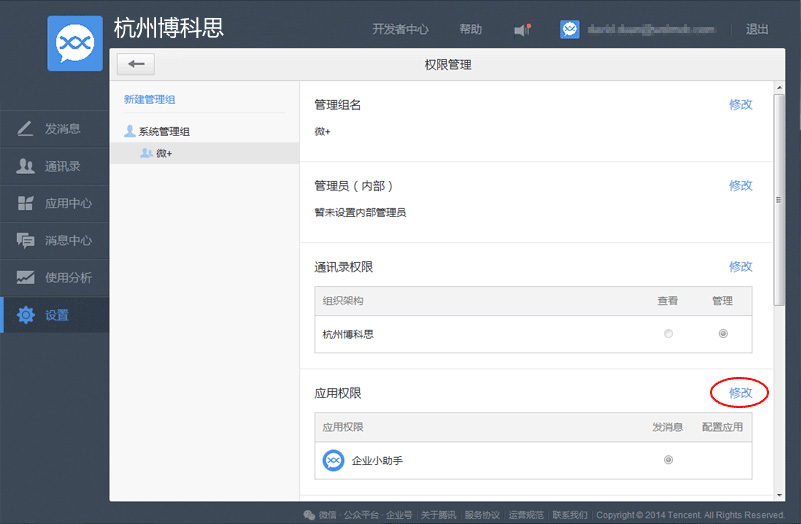 杭州博科思
开发者中心 帮助 退出
权限管理
发消息
通讯录
应用中心
消息中心
使用分析
设置
新建管理组
系统管理组
微+
管理组名 修改
微+
管理员（内部） 修改
暂未设置内部管理员
通讯录权限 修改
组织架构 查看 管理
杭州博科思
应用权限 修改
应用权限 发消息 配置应用
企业小助手
微信·公众平台·企业号 关于腾讯 服务协议 运营规范 联系我们 Copyright © 2014 Tencent. All Rights Reserved.